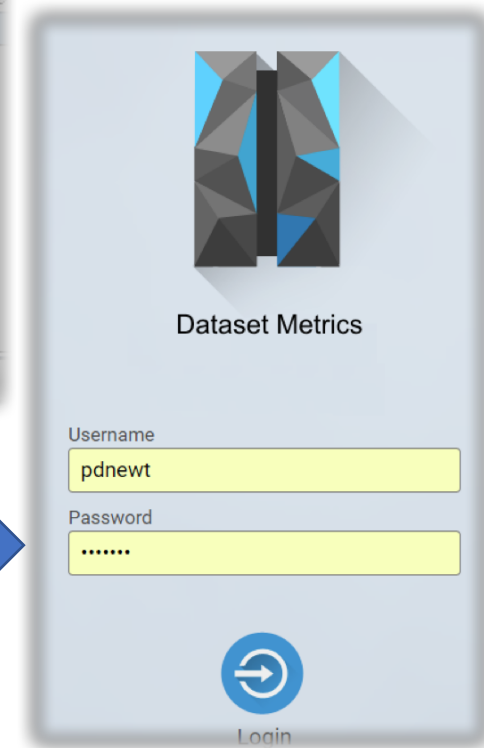 Dataset Metrics
Username
pdnewt
Password
•••••••
Login